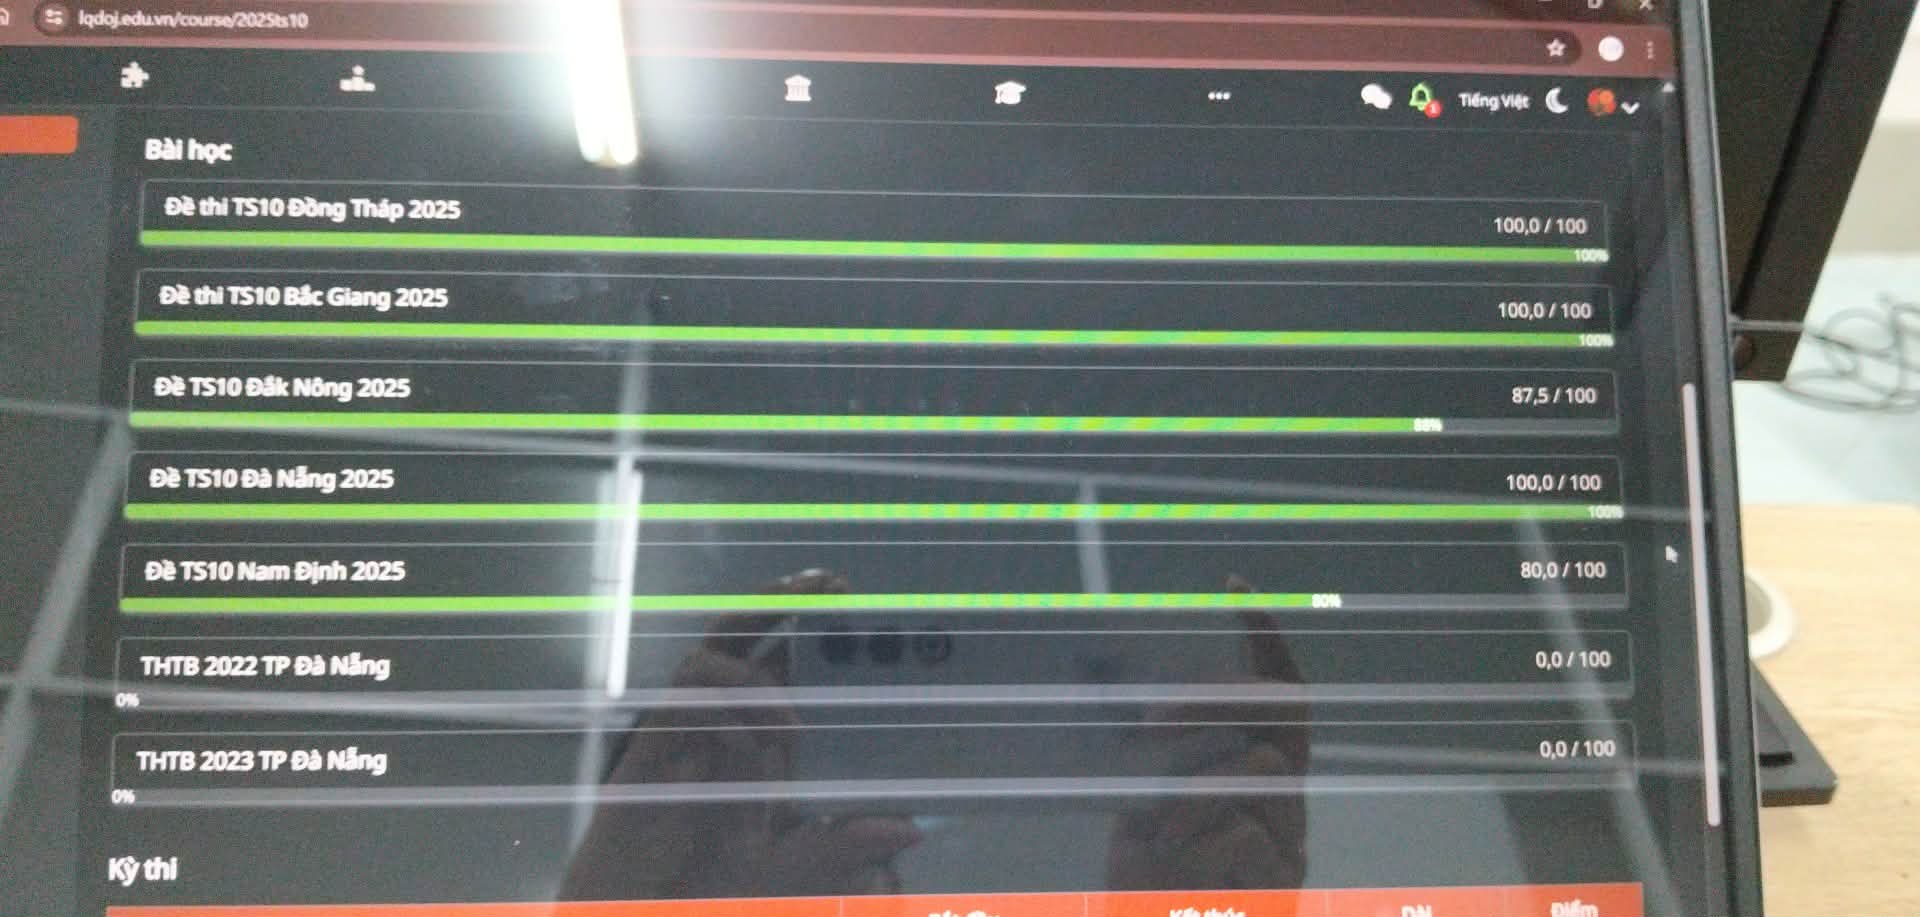 lqdoj.edu.vn/course/2025ts10
1
Tiếng Việt
Bài học
Đề thi TS10 Đồng Tháp 2025
100,0 / 100
100%
Đề thi TS10 Bắc Giang 2025
100,0 / 100
100%
Đề TS10 Đắk Nông 2025
87,5 / 100
88%
Đề TS10 Đà Nẵng 2025
100,0 / 100
100%
Đề TS10 Nam Định 2025
80,0 / 100
80%
THTB 2022 TP Đà Nẵng
0,0 / 100
0%
THTB 2023 TP Đà Nẵng
0,0 / 100
0%
Kỳ thi
Kết thúc
Điểm